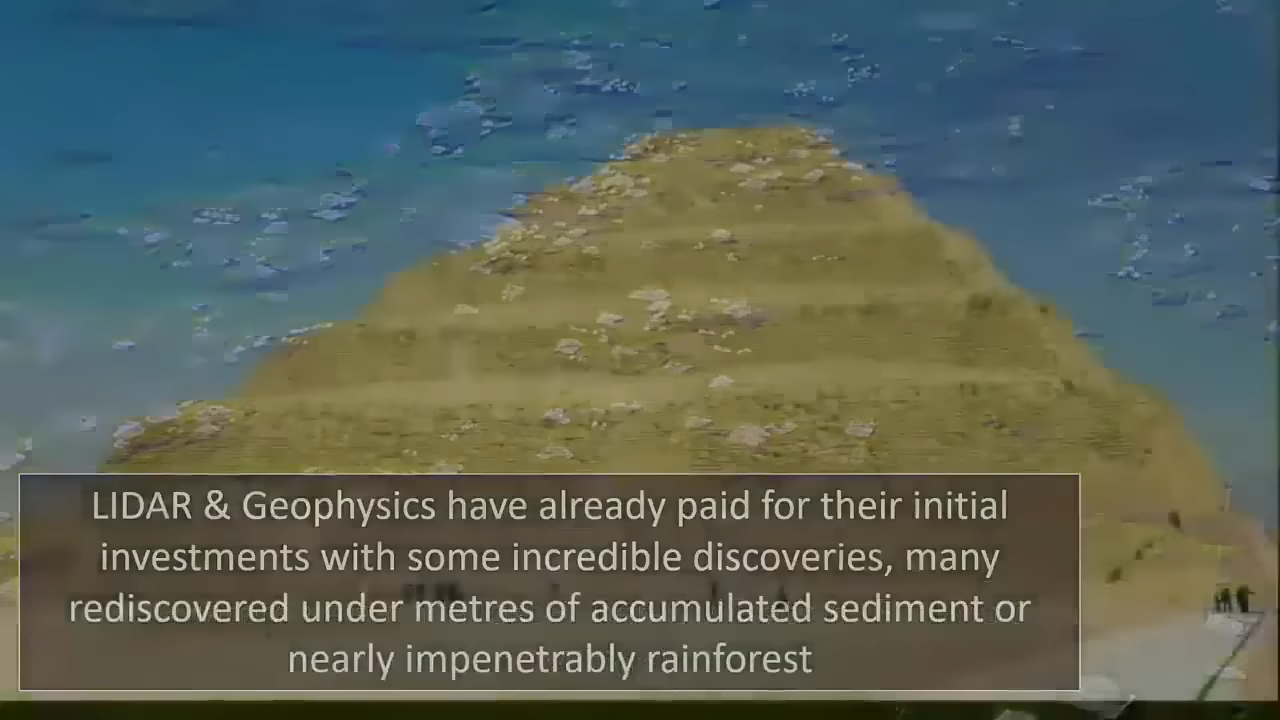 LIDAR & Geophysics have already paid for their initial
investments with some incredible discoveries, many
rediscovered under metres of accumulated sediment or
nearly impenetrably rainforest